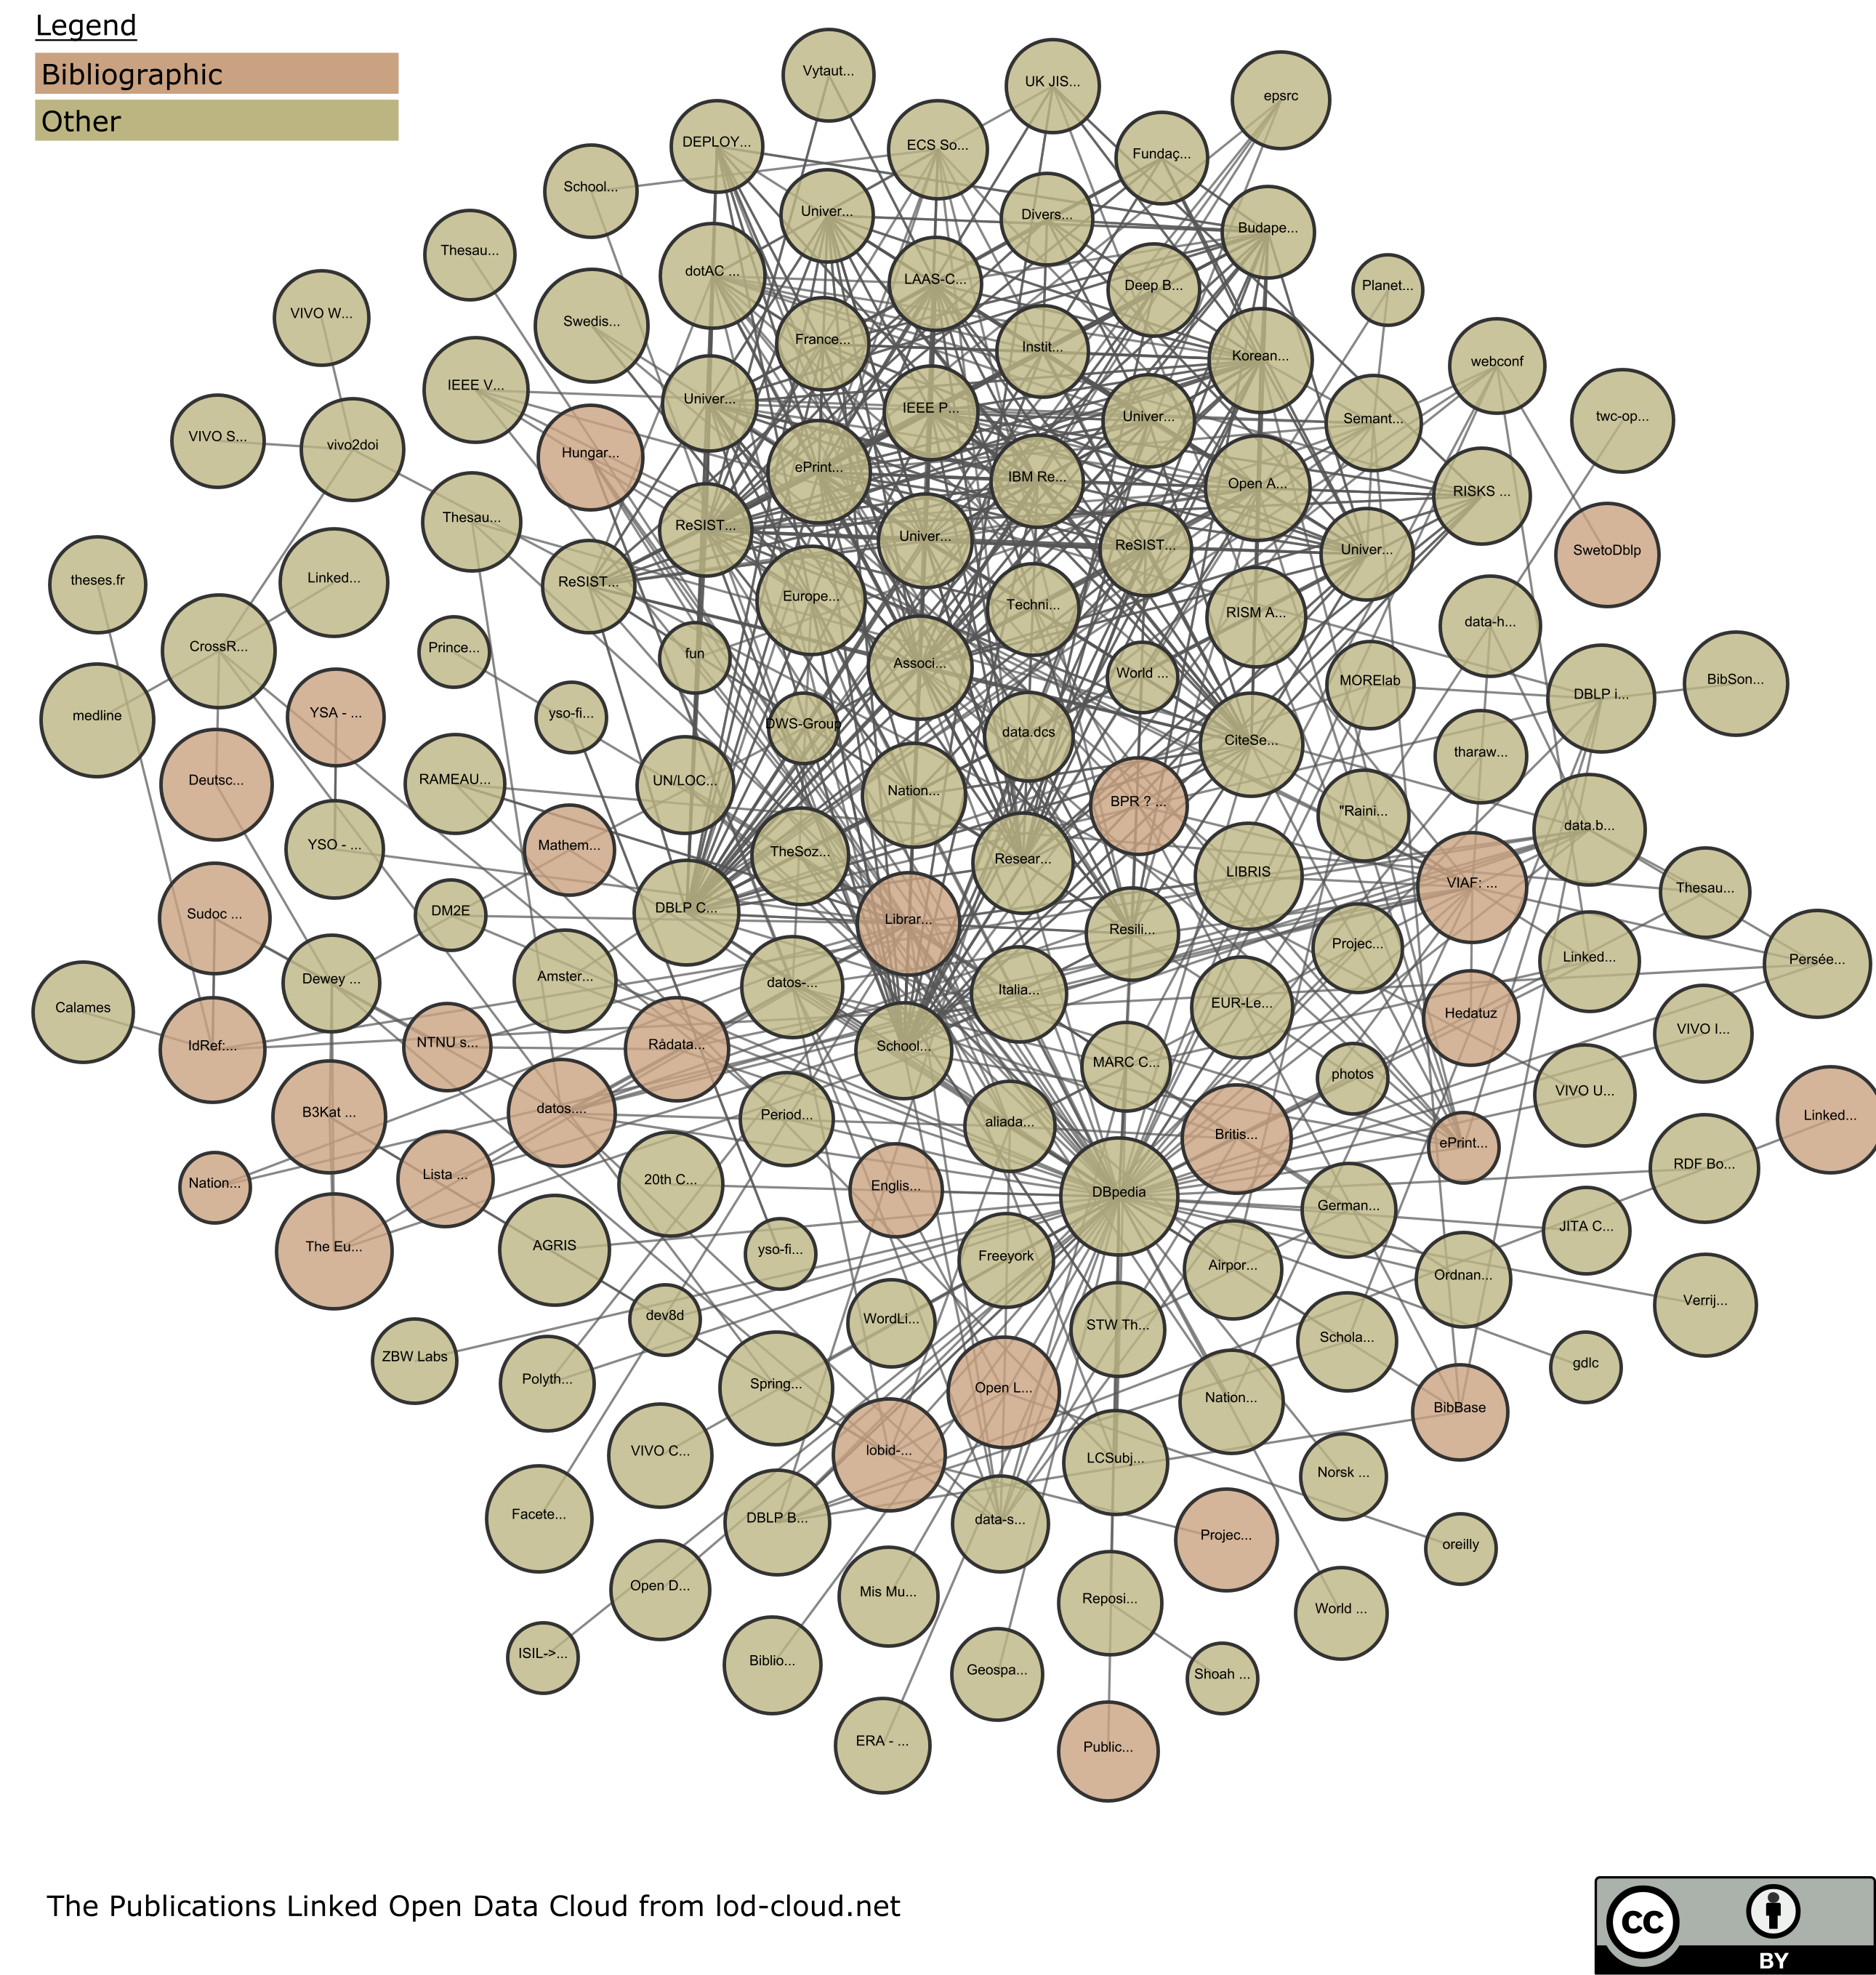 Legend
Bibliographic
Other
Vytaut...
UK JIS...
epsrc
DEPLOY...
ECS So...
Fundaç...
School...
Univer...
Divers...
Budape...
Thesau...
dotAC ...
LAAS-C...
Deep B...
Planet...
VIVO W...
Swedis...
France...
Instit...
Korean...
webconf
IEEE V...
Univer...
IEEE P...
Univer...
Semant...
twc-op...
VIVO S...
vivo2doi
Hungar...
ePrint...
IBM Re...
Open A...
RISKS ...
Thesau...
ReSIST...
Univer...
ReSIST...
Univer...
SwetoDblp
theses.fr
Linked...
ReSIST...
Europe...
Techni...
RISM A...
data-h...
CrossR...
Prince...
fun
Associ...
World ...
MORElab
DBLP i...
BibSon...
medline
YSA - ...
yso-fi...
DWS-Group
data.dcs
CiteSe...
tharaw...
Deutsc...
RAMEAU...
UN/LOC...
Nation...
BPR ? ...
"Raini...
data.b...
YSO - ...
Mathem...
TheSoz...
Resear...
LIBRIS
VIAF: ...
Thesau...
Sudoc ...
DM2E
DBLP C...
Librar...
Resili...
Projec...
Linked...
Persée...
Calames
Dewey ...
Amster...
datos-...
Italia...
EUR-Le...
Hedatuz
VIVO I...
IdRef:...
NTNU s...
Rådata...
School...
MARC C...
photos
VIVO U...
Linked...
B3Kat ...
datos....
Period...
aliada...
Britis...
ePrint...
RDF Bo...
Nation...
Lista ...
20th C...
Englis...
DBpedia
German...
JITA C...
The Eu...
AGRIS
yso-fi...
Freeyork
Airpor...
Ordnan...
Verrij...
ZBW Labs
dev8d
WordLi...
STW Th...
Schola...
gdlc
Polyth...
Spring...
Open L...
Nation...
BibBase
VIVO C...
lobid-...
LCSubj...
Norsk ...
Facete...
DBLP B...
data-s...
Projec...
oreilly
Open D...
Mis Mu...
Reposi...
World ...
ISIL->...
Biblio...
Geospa...
Shoah ...
ERA - ...
Public...
The Publications Linked Open Data Cloud from lod-cloud.net
cc
BY